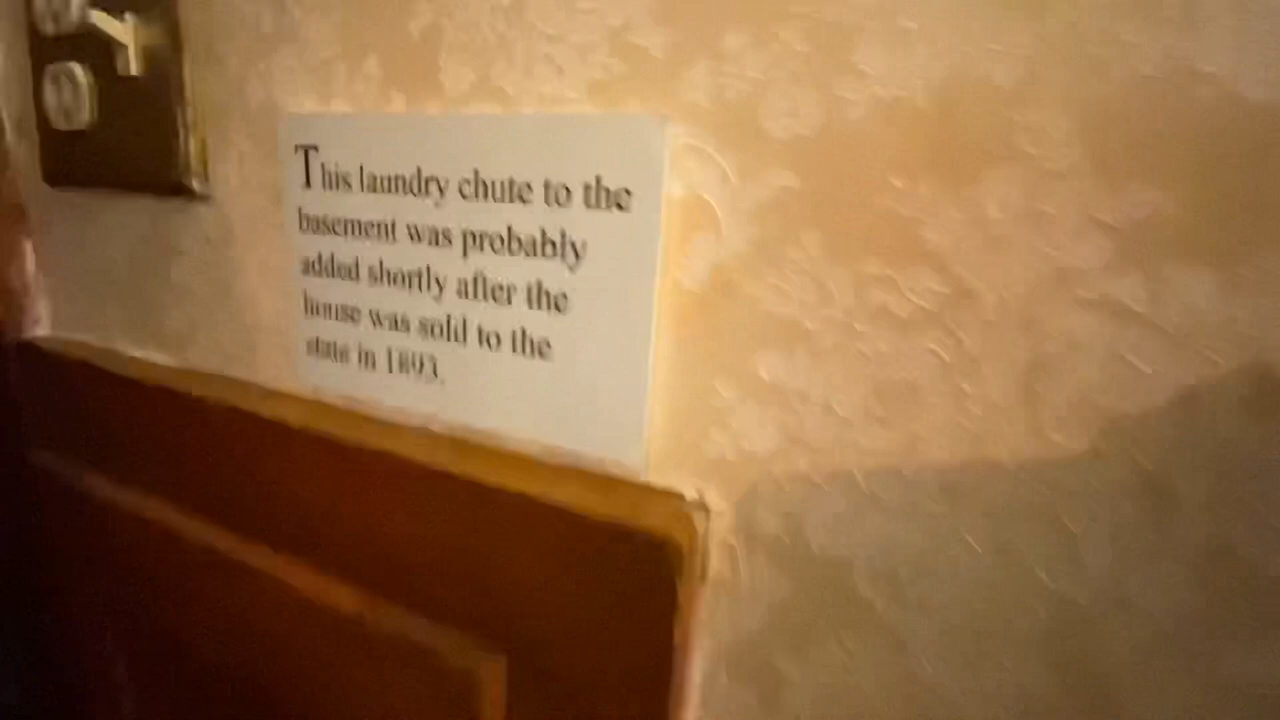 This laundry chute to the
basement was probably
added shortly after the
house was sold to the
state in 1893.